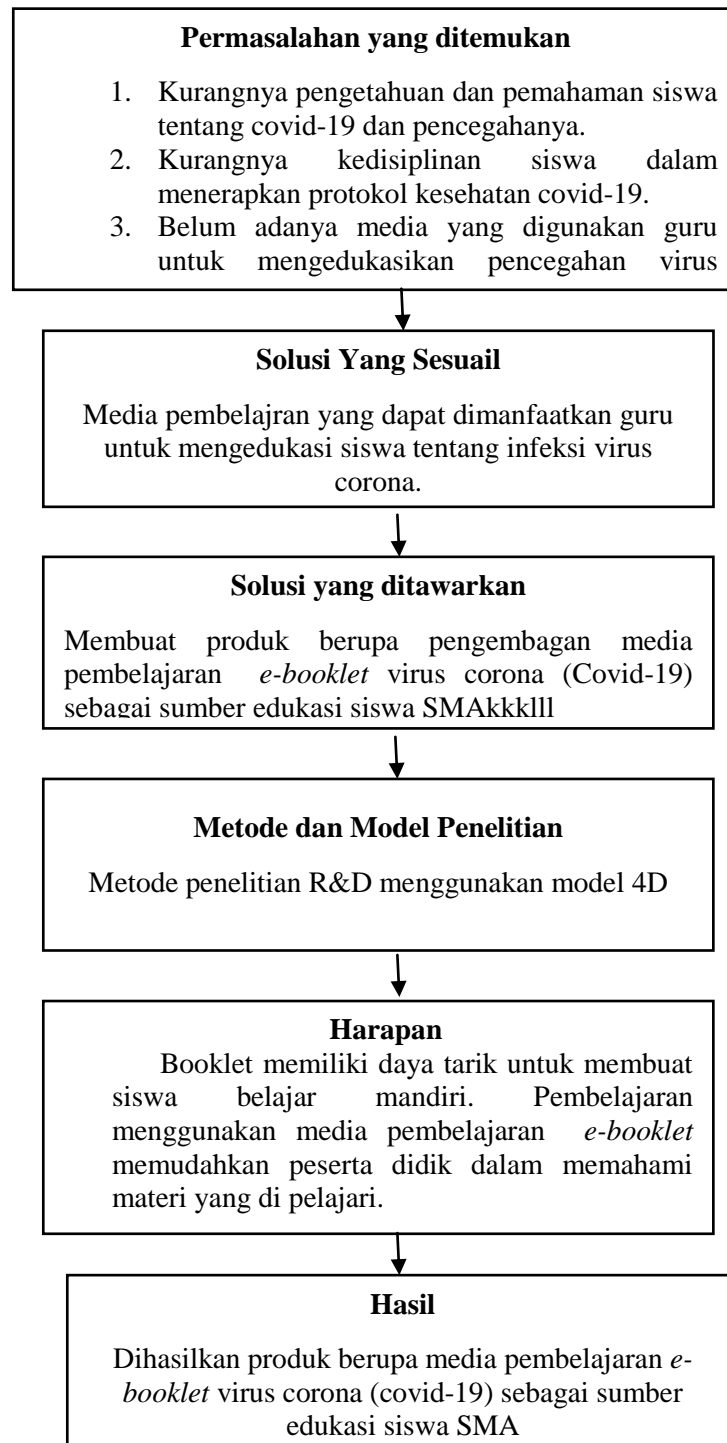 Permasalahan yang ditemukan
1. Kurangnya pengetahuan dan pemahaman siswa
tentang covid-19 dan pencegahanya.
2. Kurangnya kedisiplinan siswa dalam
menerapkan protokol kesehatan covid-19.
3. Belum adanya media yang digunakan guru
untuk mengedukasikan pencegahan virus
Solusi Yang Sesuail
Media pembelajran yang dapat dimanfaatkan guru
untuk mengedukasi siswa tentang infeksi virus
corona.
Solusi yang ditawarkan
Membuat produk berupa pengembagan media
pembelajaran e-booklet virus corona (Covid-19)
sebagai sumber edukasi siswa SMAkkklll
Metode dan Model Penelitian
Metode penelitian R&D menggunakan model 4D
Harapan
Booklet memiliki daya tarik untuk membuat
siswa belajar mandiri. Pembelajaran
menggunakan media pembelajaran e-booklet
memudahkan peserta didik dalam memahami
materi yang di pelajari.
Hasil
Dihasilkan produk berupa media pembelajaran e-
booklet virus corona (covid-19) sebagai sumber
edukasi siswa SMA